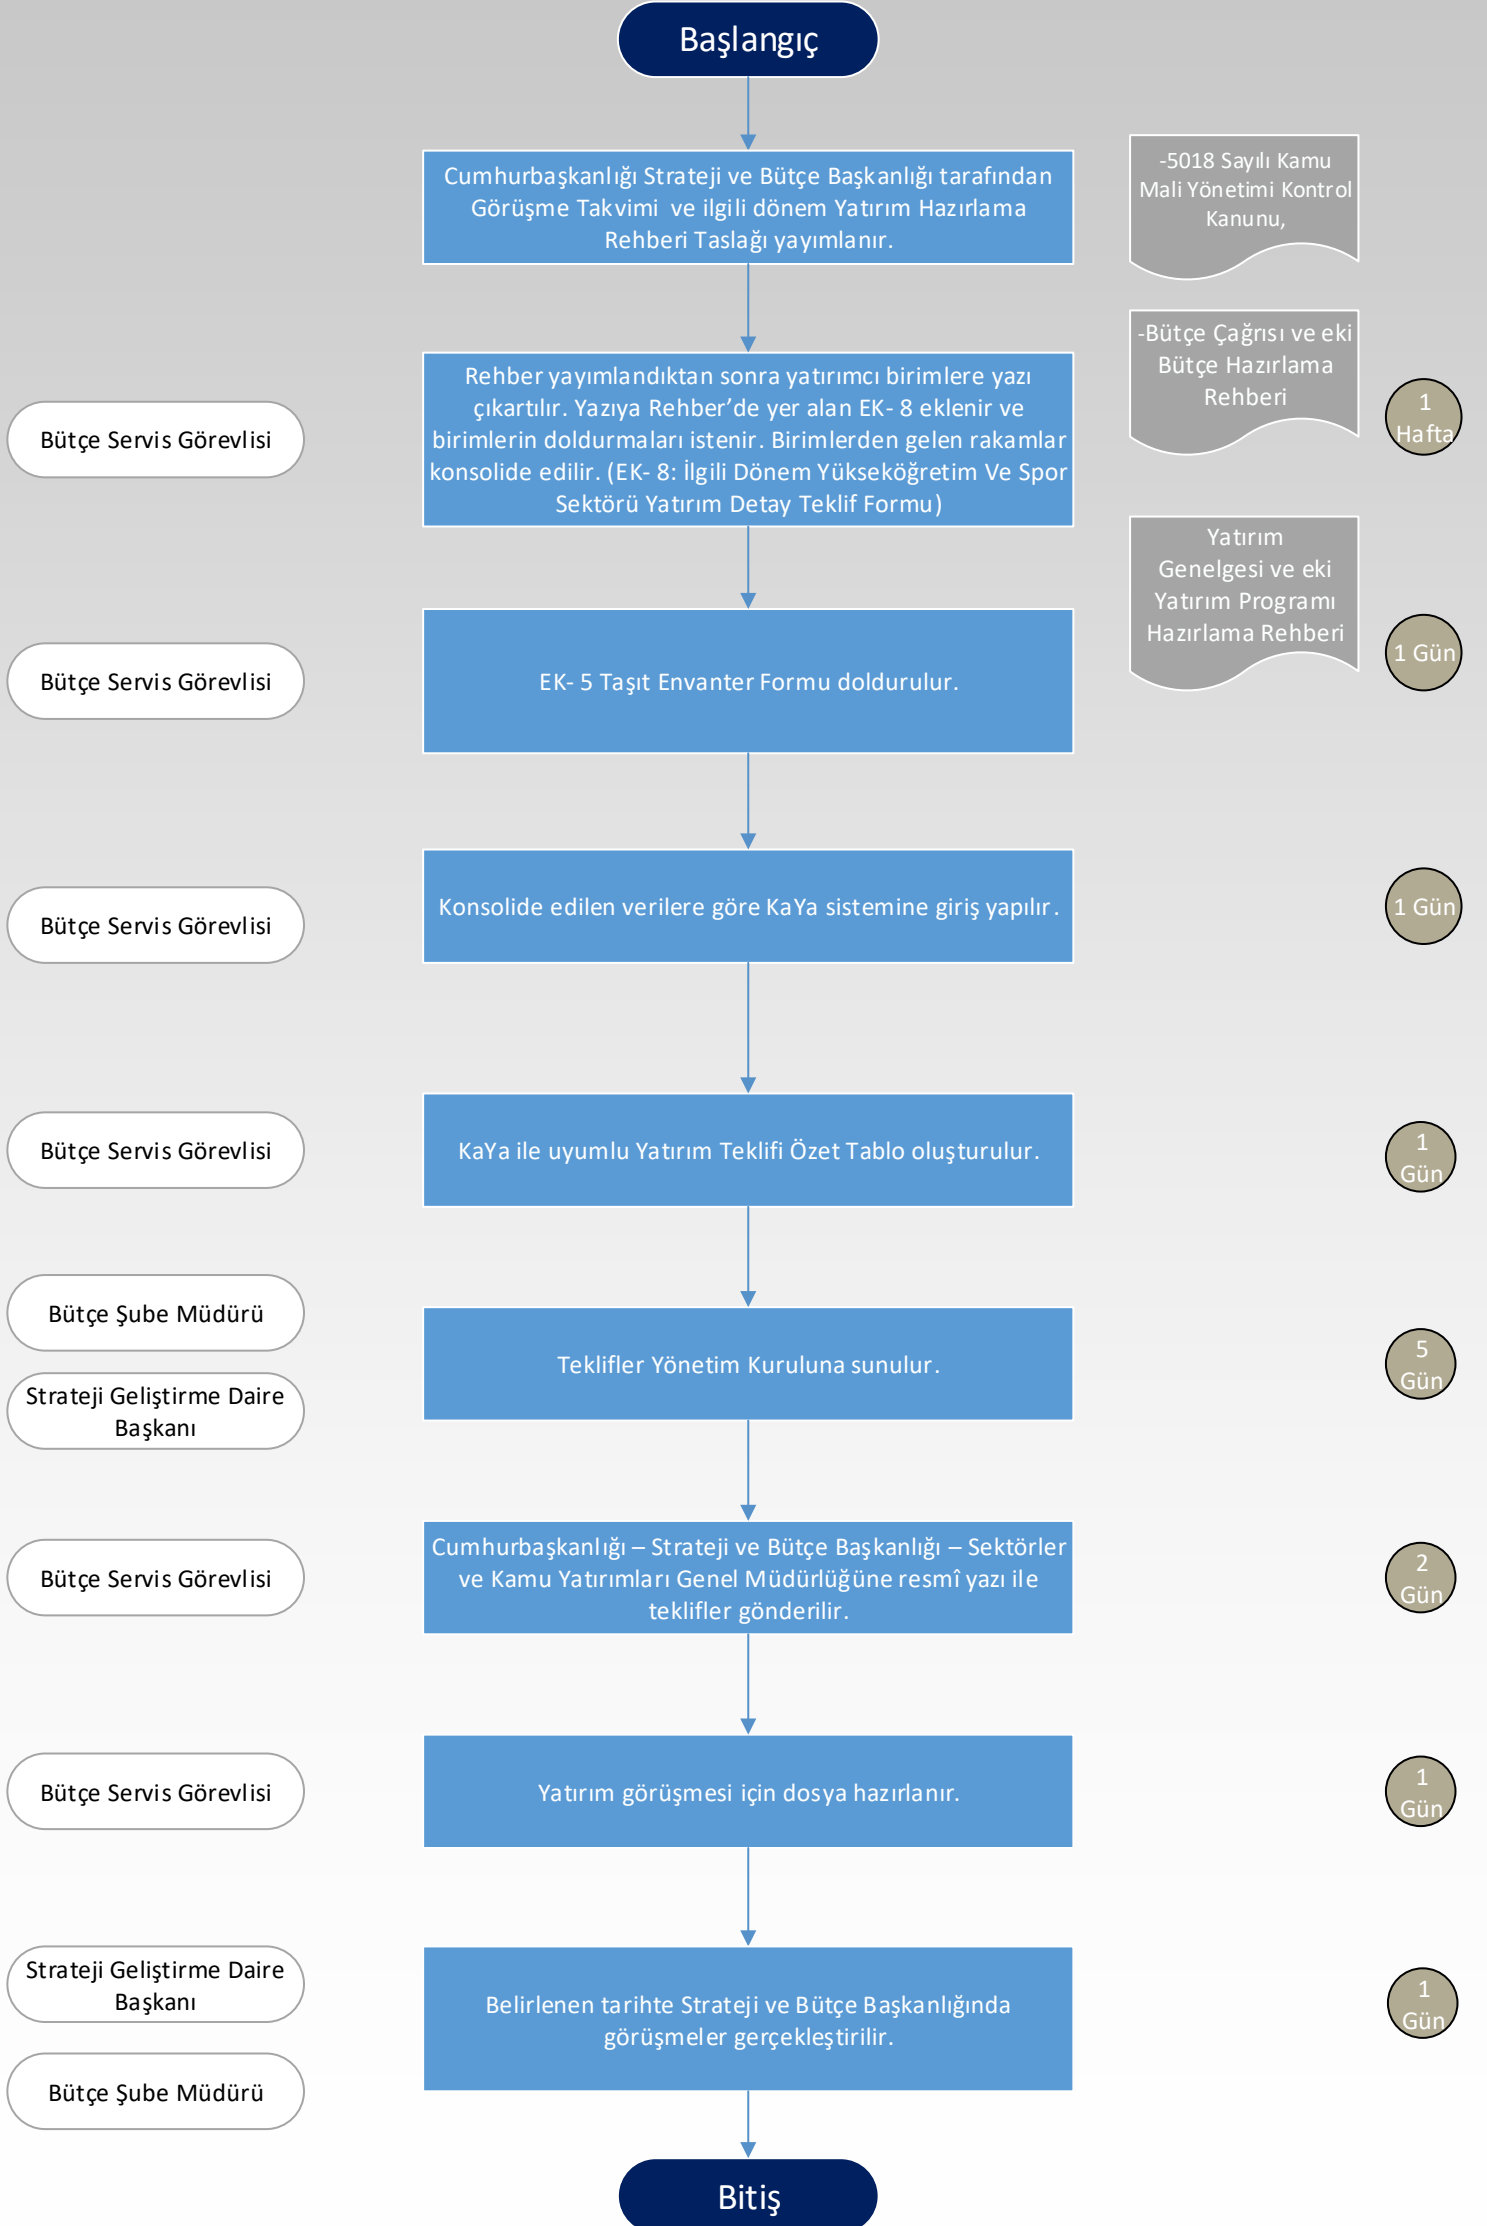 Başlangıç
Cumhurbaşkanlığı Strateji ve Bütçe Başkanlığı tarafından
Görüşme Takvimi ve ilgili dönem Yatırım Hazırlama
Rehberi Taslağı yayımlanır.
-5018 Sayılı Kamu
Mali Yönetimi Kontrol
Kanunu,
Bütçe Servis Görevlisi
Rehber yayımlandıktan sonra yatırımcı birimlere yazı
çıkartılır. Yazıya Rehber’de yer alan EK- 8 eklenir ve
birimlerin doldurmaları istenir. Birimlerden gelen rakamlar
konsolide edilir. (EK- 8: İlgili Dönem Yükseköğretim Ve Spor
Sektörü Yatırım Detay Teklif Formu)
-Bütçe Çağrısı ve eki
Bütçe Hazırlama
Rehberi
1
Hafta
Bütçe Servis Görevlisi
EK- 5 Taşıt Envanter Formu doldurulur.
Yatırım
Genelgesi ve eki
Yatırım Programı
Hazırlama Rehberi
1 Gün
Bütçe Servis Görevlisi
Konsolide edilen verilere göre KaYa sistemine giriş yapılır.
1 Gün
Bütçe Servis Görevlisi
KaYa ile uyumlu Yatırım Teklifi Özet Tablo oluşturulur.
1
Gün
Bütçe Şube Müdürü
Strateji Geliştirme Daire
Başkanı
Teklifler Yönetim Kuruluna sunulur.
5
Gün
Bütçe Servis Görevlisi
Cumhurbaşkanlığı – Strateji ve Bütçe Başkanlığı – Sektörler
ve Kamu Yatırımları Genel Müdürlüğüne resmî yazı ile
teklifler gönderilir.
2
Gün
Bütçe Servis Görevlisi
Yatırım görüşmesi için dosya hazırlanır.
1
Gün
Strateji Geliştirme Daire
Başkanı
Bütçe Şube Müdürü
Belirlenen tarihte Strateji ve Bütçe Başkanlığında
görüşmeler gerçekleştirilir.
1
Gün
Bitiş